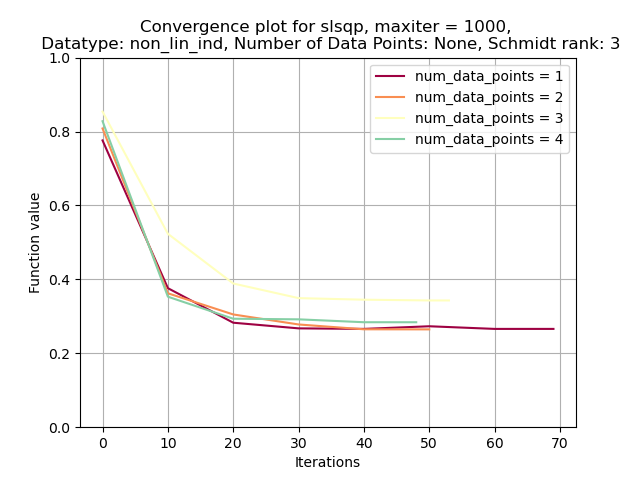 Convergence plot for slsqp, maxiter = 1000,
Datatype: non_lin_ind, Number of Data Points: None, Schmidt rank: 3
1.0
0.8
0.6
0.4
0.2
0.0
Function value
num_data_points = 1
num_data_points = 2
num_data_points = 3
num_data_points = 4
0 10 20 30 40 50 60 70
Iterations